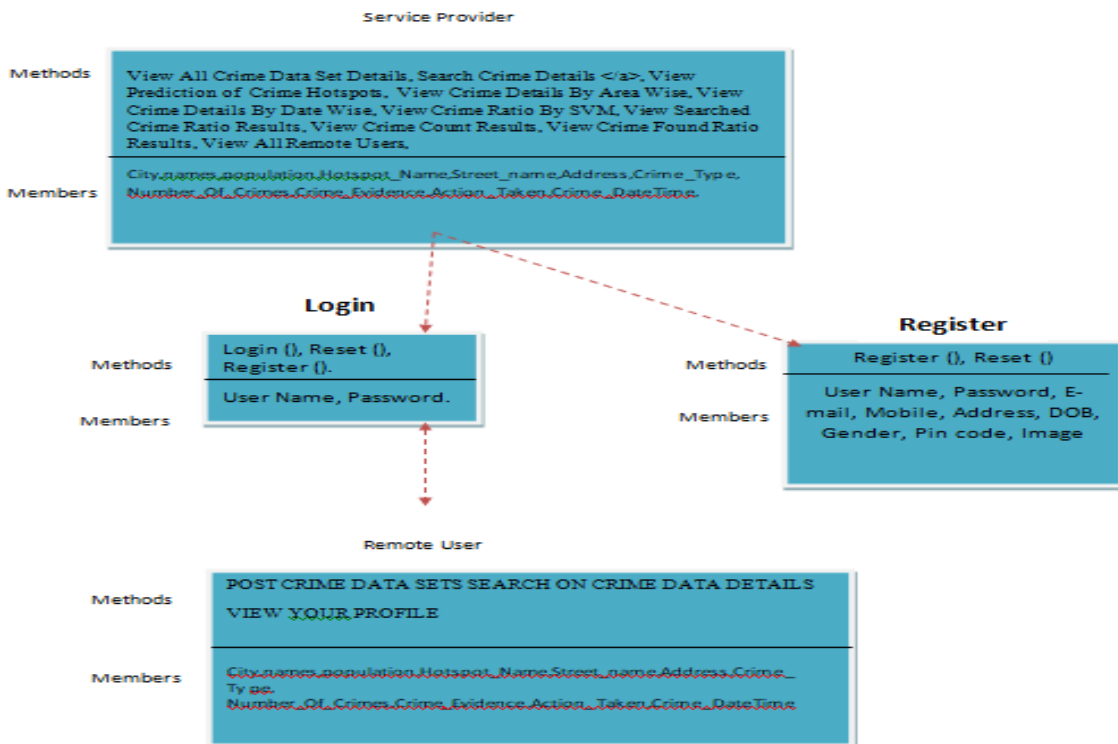 Service Provider
Methods
View All Crime Data Set Details, Search Crime Details </a>, View
Prediction of Crime Hotspots, View Crime Details By Area Wise, View
Crime Details By Date Wise, View Crime Ratio By SVM, View Searched
Crime Ratio Results, View Crime Count Results, View Crime Found Ratio
Results, View All Remote Users,
Members
City,names,population,Hotspot_Name,Street_name,Address,Crime_Type,
Number_Of_Crimes,Crime_Evidence,Action_Taken,Crime_DateTime,
Login
Methods
Login (), Reset (),
Register ().
Members
User Name, Password.
Register
Methods
Register (), Reset ()
Members
User Name, Password, E-
mail, Mobile, Address, DOB,
Gender, Pin code, Image
Remote User
Methods
POST CRIME DATA SETS SEARCH ON CRIME DATA DETAILS
VIEW YOUR PROFILE
Members
City,names,population,Hotspot_Name,Street_name,Address,Crime_
Ty pe,
Number_Of_Crimes,Crime_Evidence,Action_Taken,Crime_DateTime